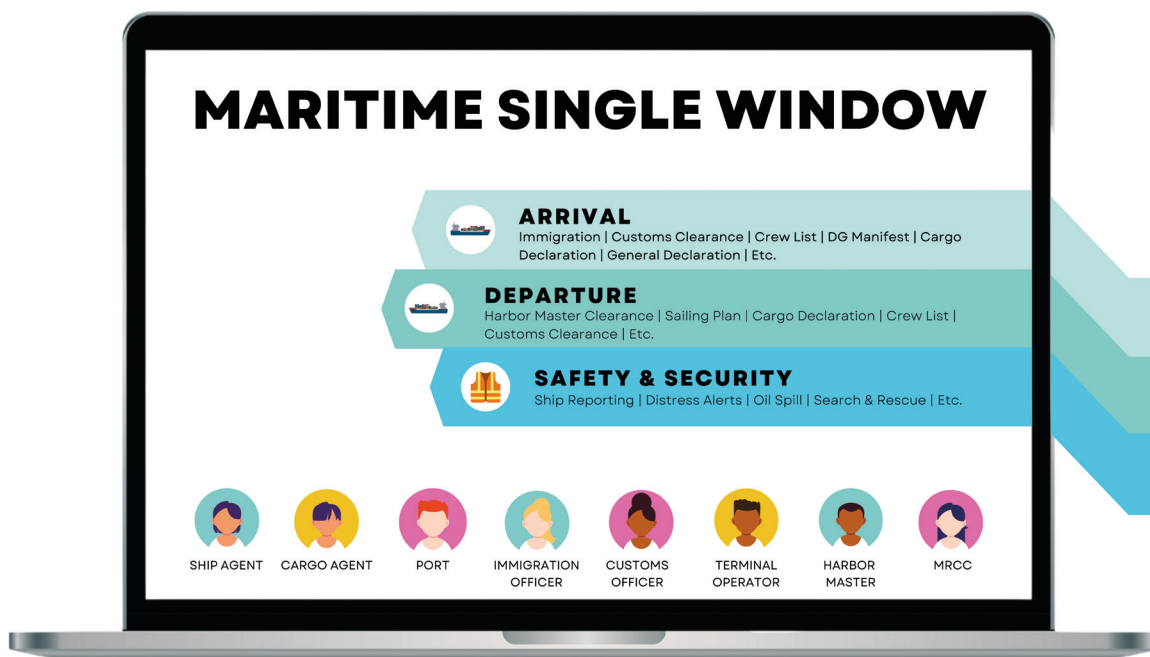 MARITIME SINGLE WINDOW
ARRIVAL
Immigration | Customs Clearance | Crew List | DG Manifest | Cargo
Declaration | General Declaration | Etc.
DEPARTURE
Harbor Master Clearance | Sailing Plan | Cargo Declaration | Crew List |
Customs Clearance | Etc.
SAFETY & SECURITY
Ship Reporting | Distress Alerts | Oil Spill | Search & Rescue | Etc.
SHIP AGENT
CARGO AGENT
PORT
IMMIGRATION
OFFICER
CUSTOMS
OFFICER
TERMINAL
OPERATOR
HARBOR
MASTER
MRCC